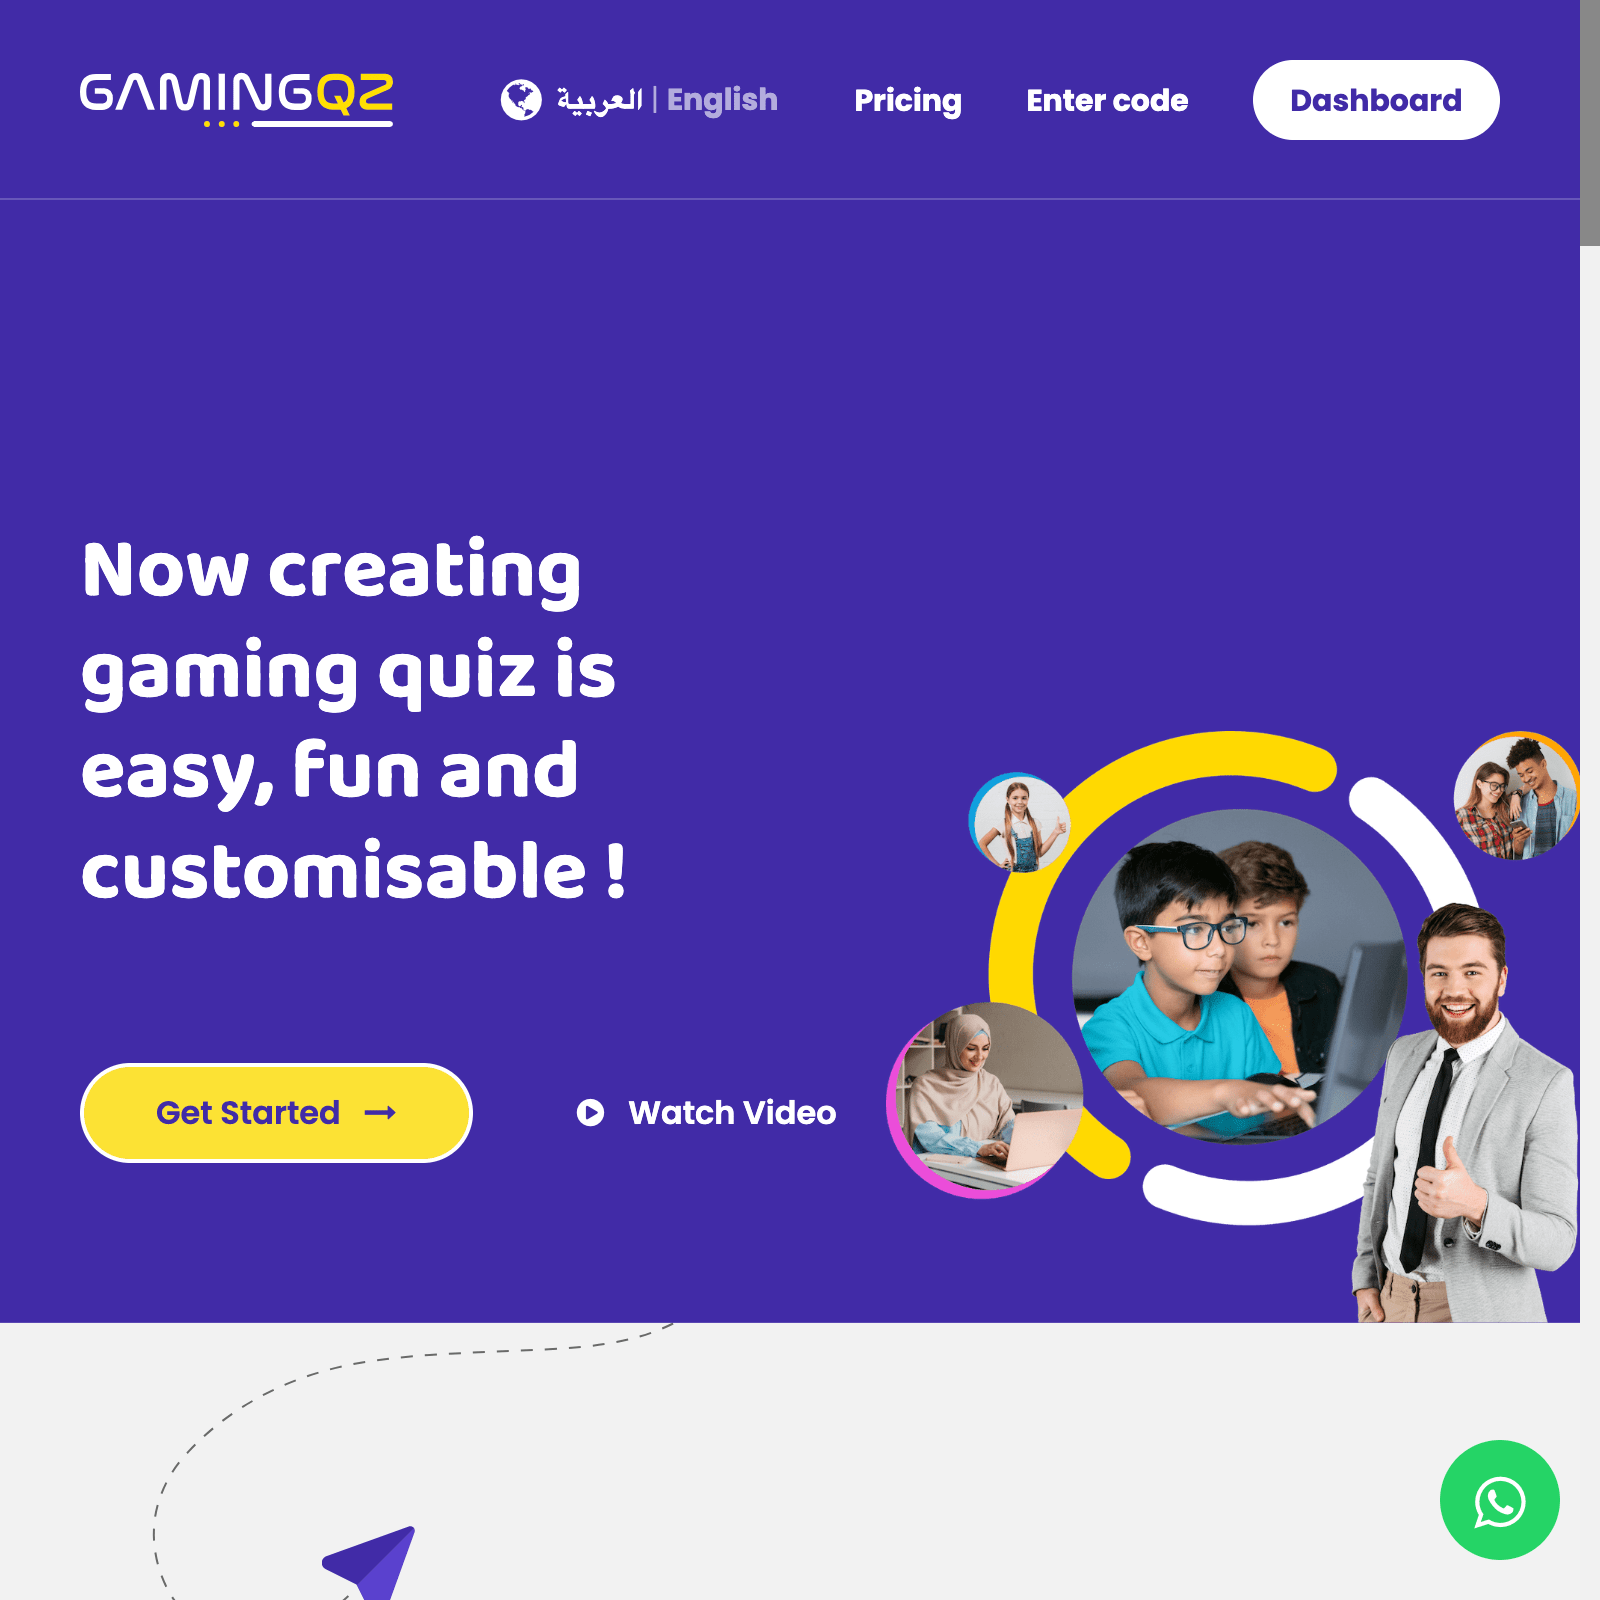 GAMINGQZ
العربية | English
Pricing
Enter code
Dashboard
Now creating
gaming quiz is
easy, fun and
customisable !
Get Started
Watch Video